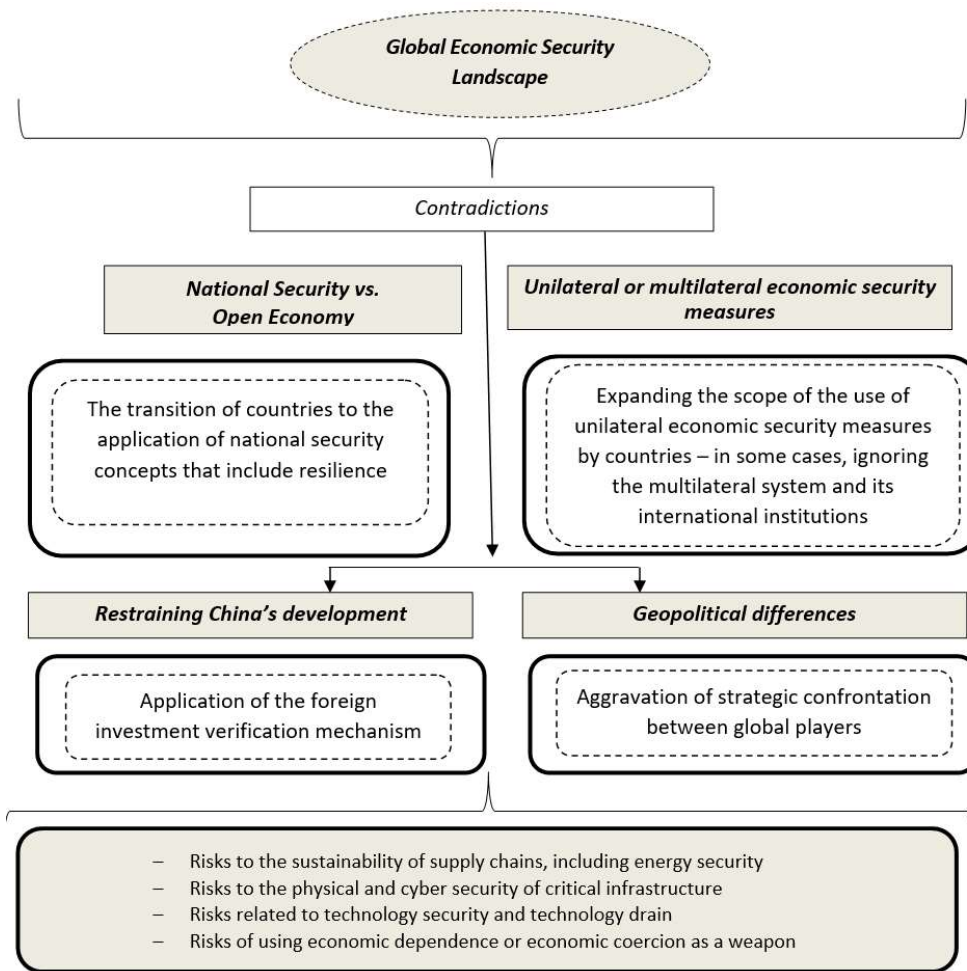 Global Economic Security
Landscape
Contradictions
National Security vs.
Open Economy
The transition of countries to the
application of national security
concepts that include resilience
Unilateral or multilateral economic security
measures
Expanding the scope of the use of
unilateral economic security measures
by countries – in some cases, ignoring
the multilateral system and its
international institutions
Restraining China’s development
Application of the foreign
investment verification mechanism
Geopolitical differences
Aggravation of strategic confrontation
between global players
– Risks to the sustainability of supply chains, including energy security
– Risks to the physical and cyber security of critical infrastructure
– Risks related to technology security and technology drain
– Risks of using economic dependence or economic coercion as a weapon